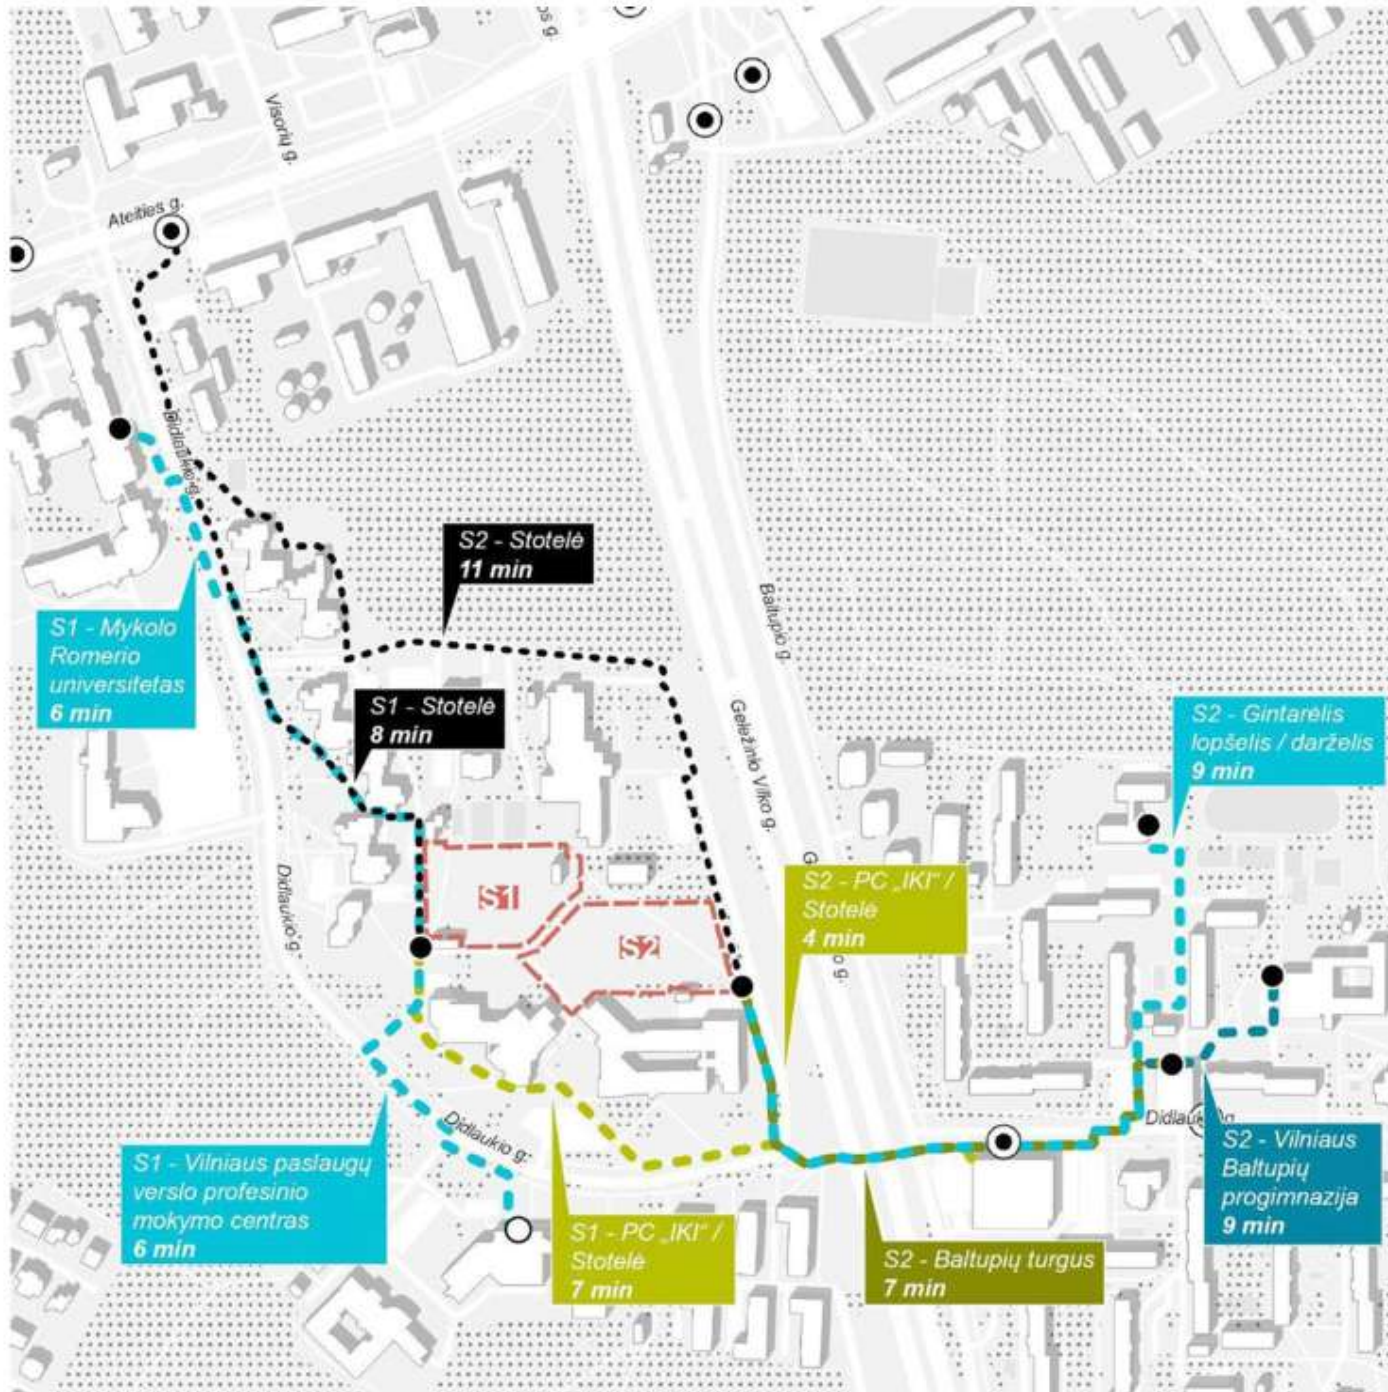 os g.
Visorių g.
Ateities g.
Didlaukio g.
S2 - Stotelė
11 min
Baltupio g.
S1 - Mykolo
Romerio
universitetas
6 min
S1 - Stotelė
8 min
Geležinio Vilko g.
S2 - Gintarėlis
lopšelis / darželis
9 min
S1
S2
Didlaukio g.
S2 - PC „IKI“ /
Stotelė
4 min
G
o g.
Didlaukio g.
Didlauk g.
S1 - Vilniaus paslaugų
verslo profesinio
mokymo centras
6 min
S1 - PC „IKI“ /
Stotelė
7 min
S2 - Baltupių turgus
7 min
S2 - Vilniaus
Baltupių
progimnazija
9 min